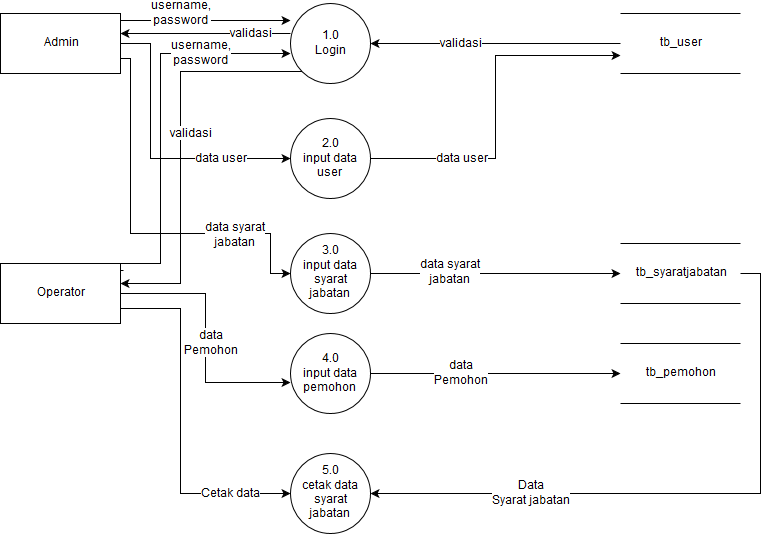 username,
password
Admin
validasi
1.0
Login
validasi
tb_user
username,
password
validasi
2.0
input data
user
data user
data user
data syarat
jabatan
3.0
input data
syarat
jabatan
data syarat
jabatan
tb_syaratjabatan
Operator
data
Pemohon
4.0
input data
pemohon
data
Pemohon
tb_pemohon
5.0
cetak data
syarat
jabatan
Cetak data
Data
Syarat jabatan